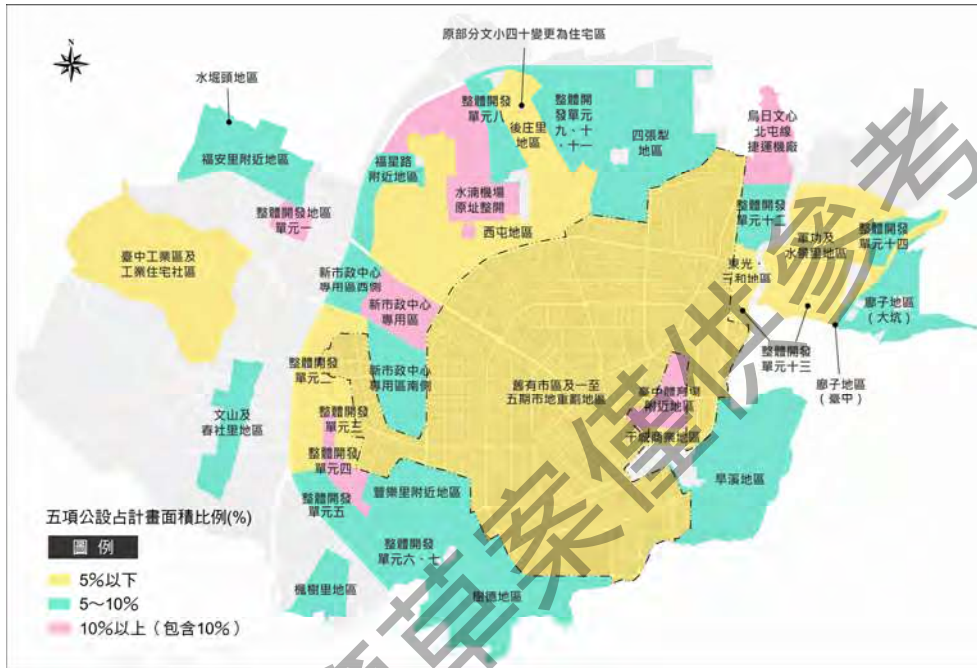 原部分文小四十變更為住宅區
N
水堀頭地區
整體開發
單元八
後庄里
地區
整體開
發單元
九、十
、十一
四張犁
地區
烏日文心
北屯線
捷運機廠
福安里附近地區
福星路
附近地區
水湳機場
原址整開
整體開發地區
單元一
西屯地區
整體開發
單元十二
軍功及
水景里地區
整體開發
單元十四
臺中工業區及
工業住宅社區
新市政中心
專用區西側
東光、
三和地區
新市政中心
專用區
廍子地區
(大坑)
整體開發
單元二
新市政中心
專用區南側
舊有市區及一至
五期市地重劃地區
臺中體育場
附近地區
整體開發
單元十三
廍子地區
(臺中)
文山及
春社里地區
整體開發
單元三
干城商業地區
整體開發
單元四
旱溪地區
豐樂里附近地區
整體開發
單元五
五項公設占計畫面積比例(%)
圖 例
5%以下
5～10%
10%以上（包含10%）
整體開發
單元六、七
楓樹里地區
樹德地區
草案僅供參考